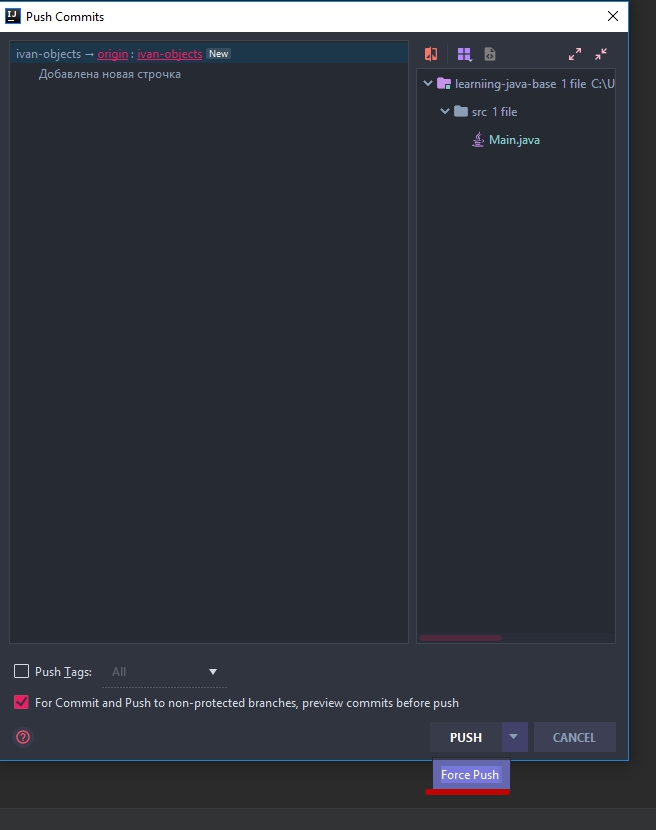 Push Commits
ivan-objects → origin : ivan-objects New
Добавлена новая строчка
learniing-java-base 1 file C:\U
src 1 file
Main.java
Push Tags: All
For Commit and Push to non-protected branches, preview commits before push
PUSH
CANCEL
Force Push